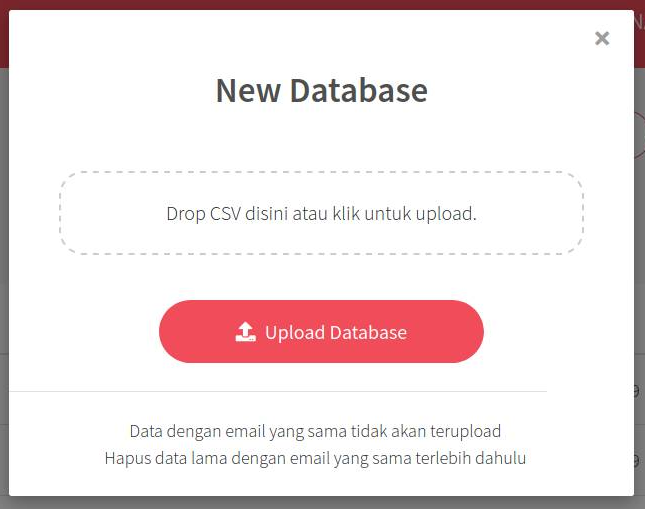 New Database
Drop CSV disini atau klik untuk upload.
Upload Database
Data dengan email yang sama tidak akan terupload
Hapus data lama dengan email yang sama terlebih dahulu